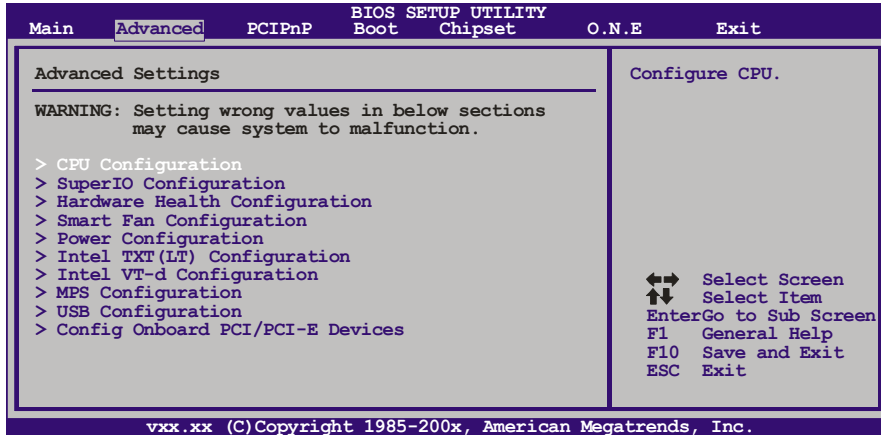 BIOS SETUP UTILITY
Main Advanced PCIPnP Boot Chipset O.N.E Exit
Advanced Settings
WARNING: Setting wrong values in below sections
may cause system to malfunction.
> CPU Configuration
> SuperIO Configuration
> Hardware Health Configuration
> Smart Fan Configuration
> Power Configuration
> Intel TXT(LT) Configuration
> Intel VT-d Configuration
> MPS Configuration
> USB Configuration
> Config Onboard PCI/PCI-E Devices
Configure CPU.
Select Screen
Select Item
EnterGo to Sub Screen
F1 General Help
F10 Save and Exit
ESC Exit
vxx.xx (C)Copyright 1985-200x, American Megatrends, Inc.